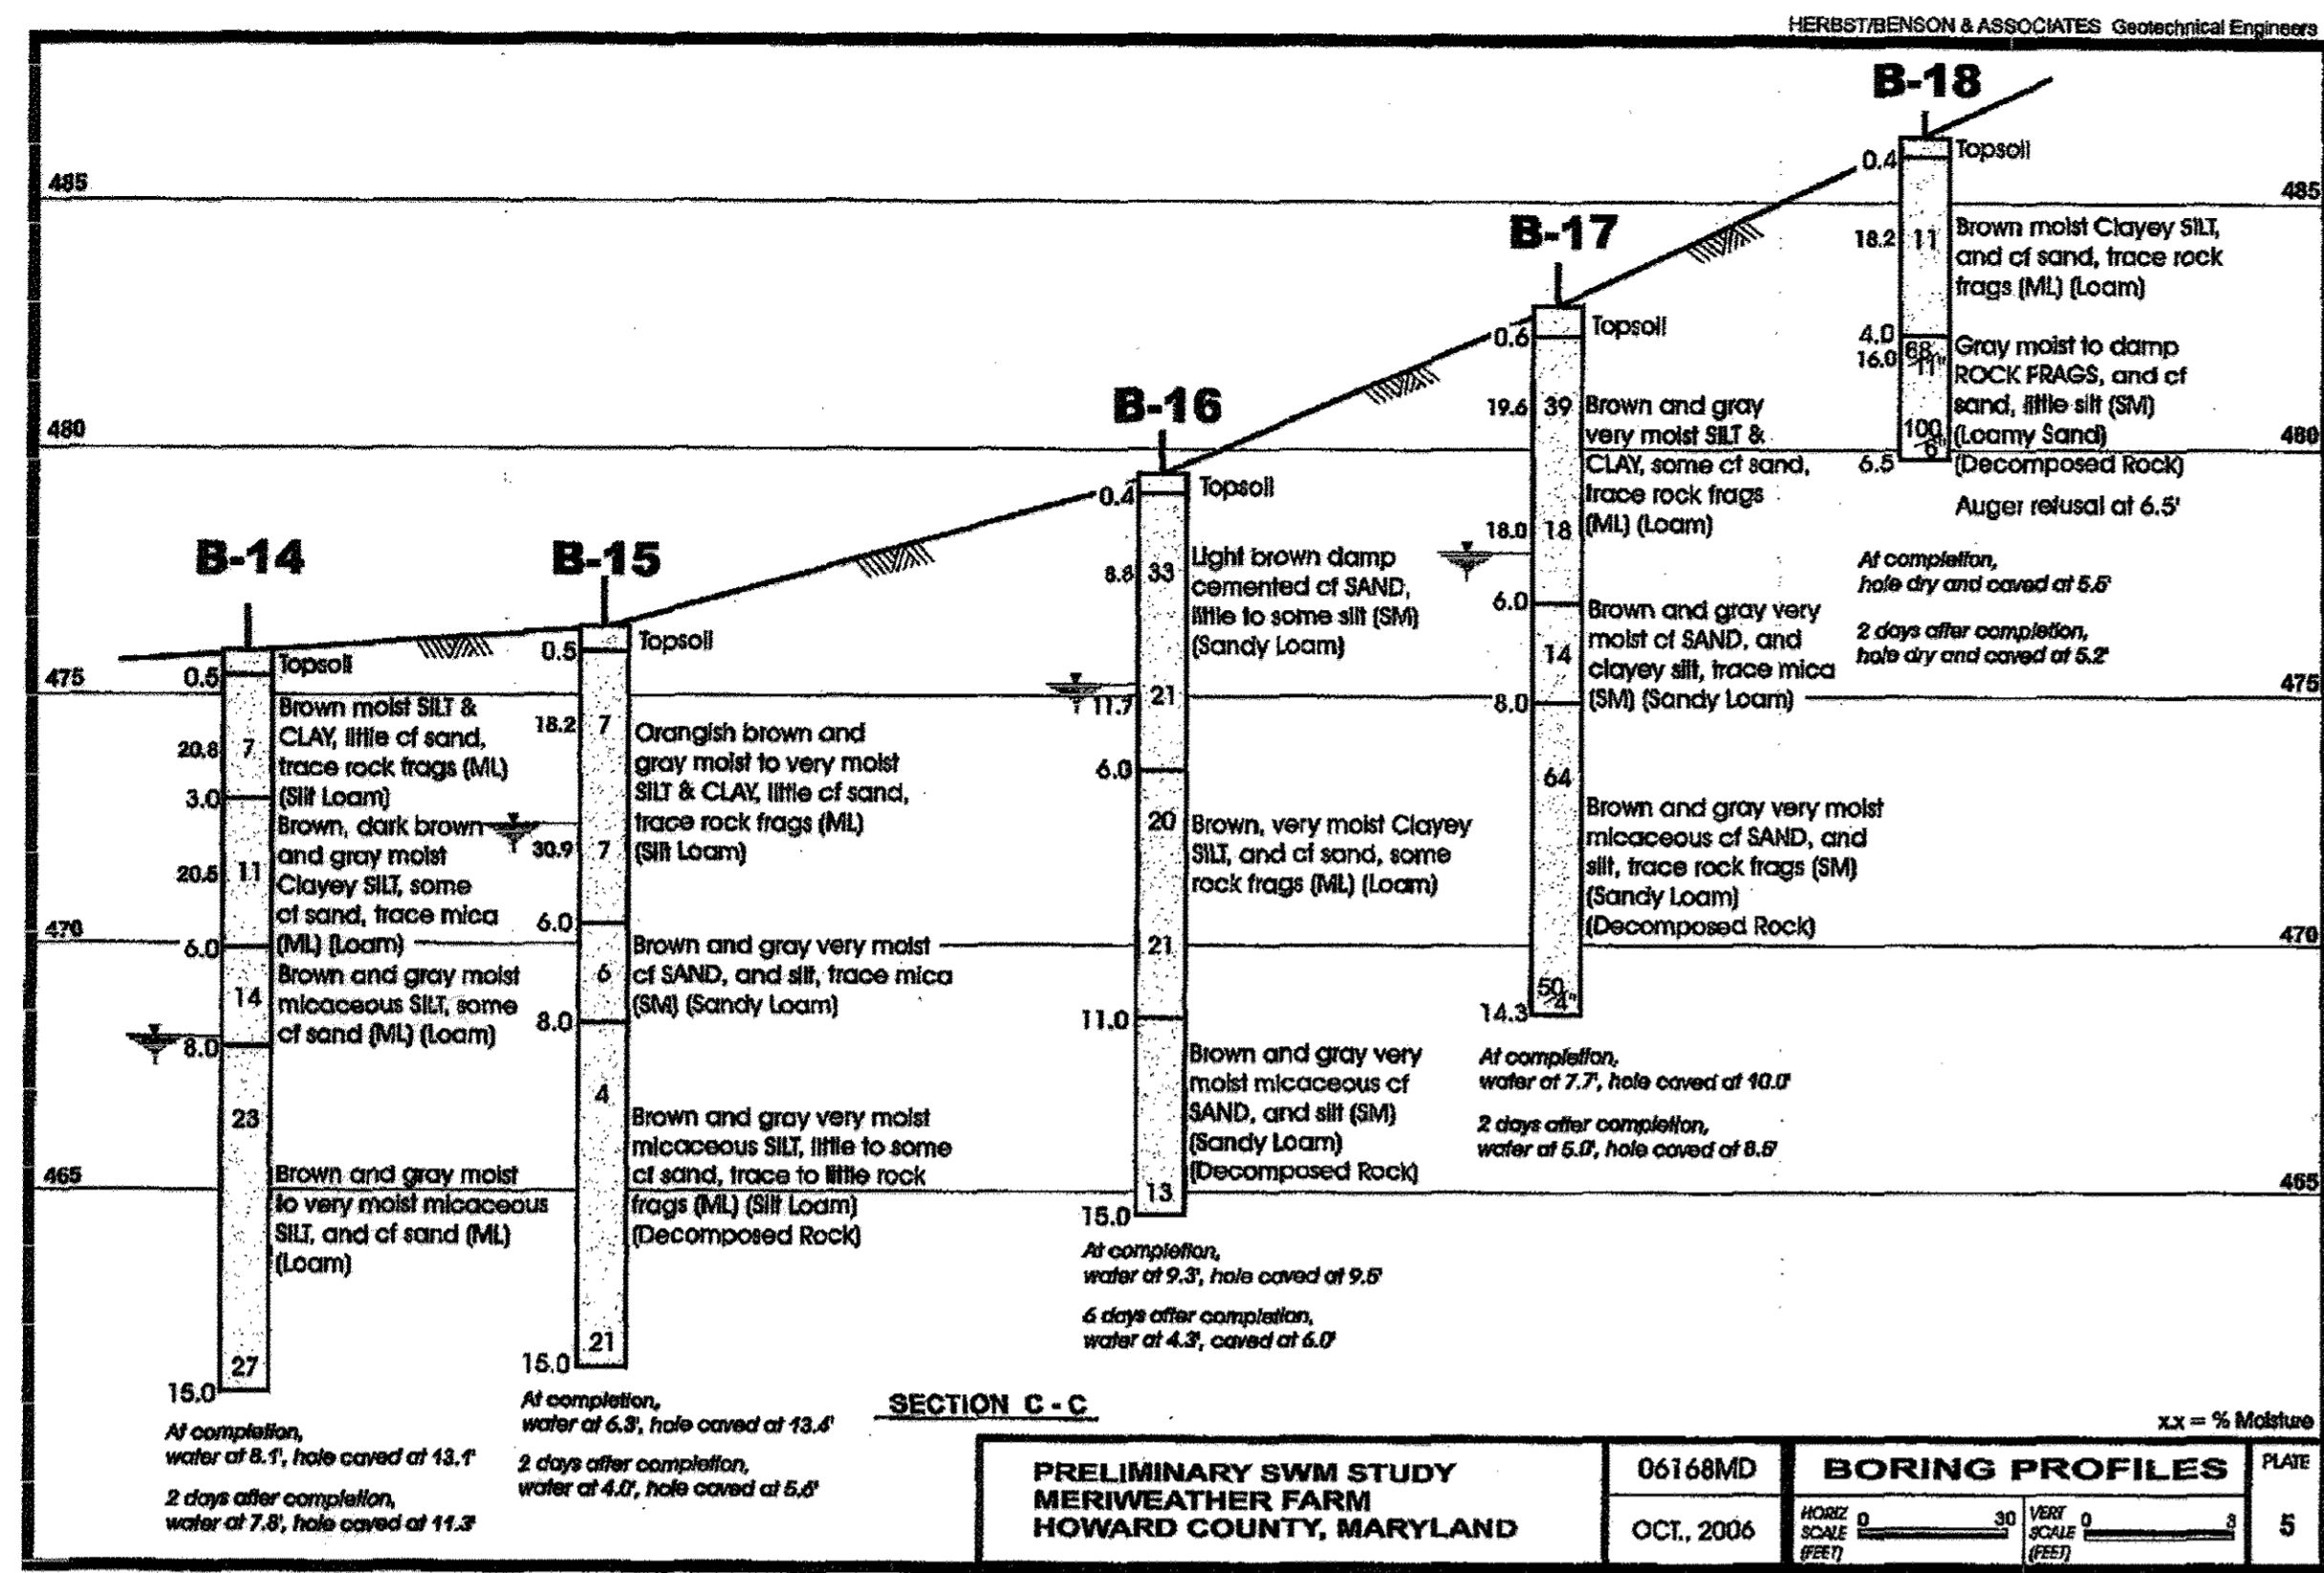 HERBST/BENSON & ASSOCIATES Geotechnical Engineers
B-18
Topsoil
0.4
485
485
B-17
18.2 11
Brown moist Clayey SILT,
and cf sand, trace rock
frags (ML) (Loam)
4.0
16.0 68/11"
Gray moist to damp
ROCK FRAGS, and cf
sand, little silt (SM)
(Loamy Sand)
(Decomposed Rock)
100/6"
6.5
Auger refusal at 6.5'
At completion,
hole dry and caved at 5.5'
2 days after completion,
hole dry and caved at 5.2'
Topsoil
0.6
19.6 39
Brown and gray
very moist SILT &
CLAY, some cf sand,
trace rock frags
(ML) (Loam)
18.0 18
6.0
Brown and gray very
moist cf SAND, and
clayey silt, trace mica
(SM) (Sandy Loam)
14
8.0
64
Brown and gray very moist
micaceous cf SAND, and
silt, trace rock frags (SM)
(Sandy Loam)
(Decomposed Rock)
50/4"
14.3
At completion,
water at 7.7', hole caved at 10.0'
2 days after completion,
water at 5.0', hole caved at 8.5'
480
480
B-16
Topsoil
0.4
8.8 33
Light brown damp
cemented cf SAND,
little to some silt (SM)
(Sandy Loam)
11.7 21
6.0
20
Brown, very moist Clayey
SILT, and cf sand, some
rock frags (ML) (Loam)
21
11.0
Brown and gray very
moist micaceous cf
SAND, and silt (SM)
(Sandy Loam)
(Decomposed Rock)
13
15.0
At completion,
water at 9.3', hole caved at 9.5'
6 days after completion,
water at 4.3', caved at 6.0'
B-14
Topsoil
0.5
475
475
Brown moist SILT &
CLAY, little cf sand,
trace rock frags (ML)
(Silt Loam)
20.8 7
3.0
Brown, dark brown
and gray moist
Clayey SILT, some
cf sand, trace mica
(ML) (Loam)
20.5 11
6.0
470
470
Brown and gray moist
micaceous SILT, some
cf sand (ML) (Loam)
14
8.0
23
Brown and gray moist
to very moist micaceous
SILT, and cf sand (ML)
(Loam)
27
15.0
At completion,
water at 8.1', hole caved at 13.1'
2 days after completion,
water at 7.8', hole caved at 11.3'
B-15
Topsoil
0.5
18.2 7
Orangish brown and
gray moist to very moist
SILT & CLAY, little cf sand,
trace rock frags (ML)
(Silt Loam)
30.9 7
6.0
Brown and gray very moist
cf SAND, and silt, trace mica
(SM) (Sandy Loam)
6
8.0
4
Brown and gray very moist
micaceous SILT, little to some
cf sand, trace to little rock
frags (ML) (Silt Loam)
(Decomposed Rock)
21
15.0
At completion,
water at 6.3', hole caved at 13.4'
2 days after completion,
water at 4.0', hole caved at 5.6'
465
465
SECTION C - C
x.x = % Moisture
PRELIMINARY SWM STUDY
MERIWEATHER FARM
HOWARD COUNTY, MARYLAND
06168MD
OCT., 2006
BORING PROFILES
HORIZ SCALE (FEET) 0 30
VERT SCALE (FEET) 0 3
PLATE
5